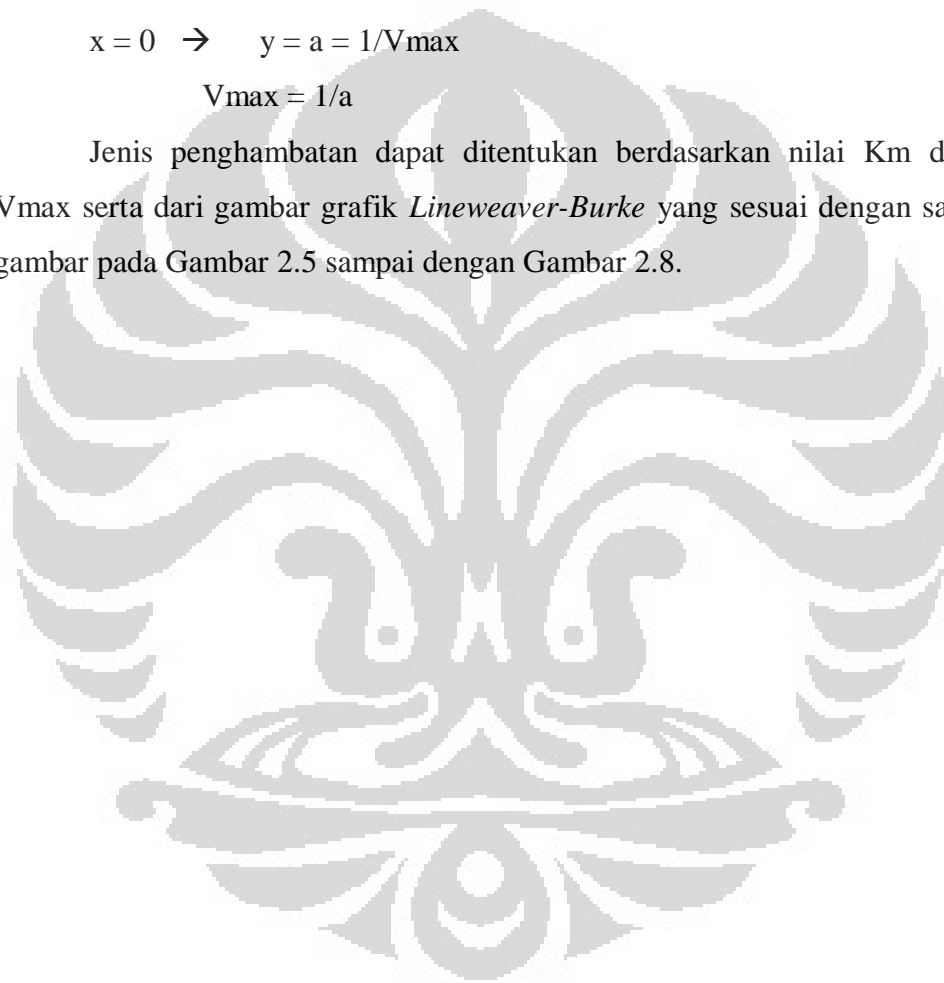 x = 0 → y = a = 1/Vmax
Vmax = 1/a
Jenis penghambatan dapat ditentukan berdasarkan nilai Km d
Vmax serta dari gambar grafik Lineweaver-Burke yang sesuai dengan sa
gambar pada Gambar 2.5 sampai dengan Gambar 2.8.